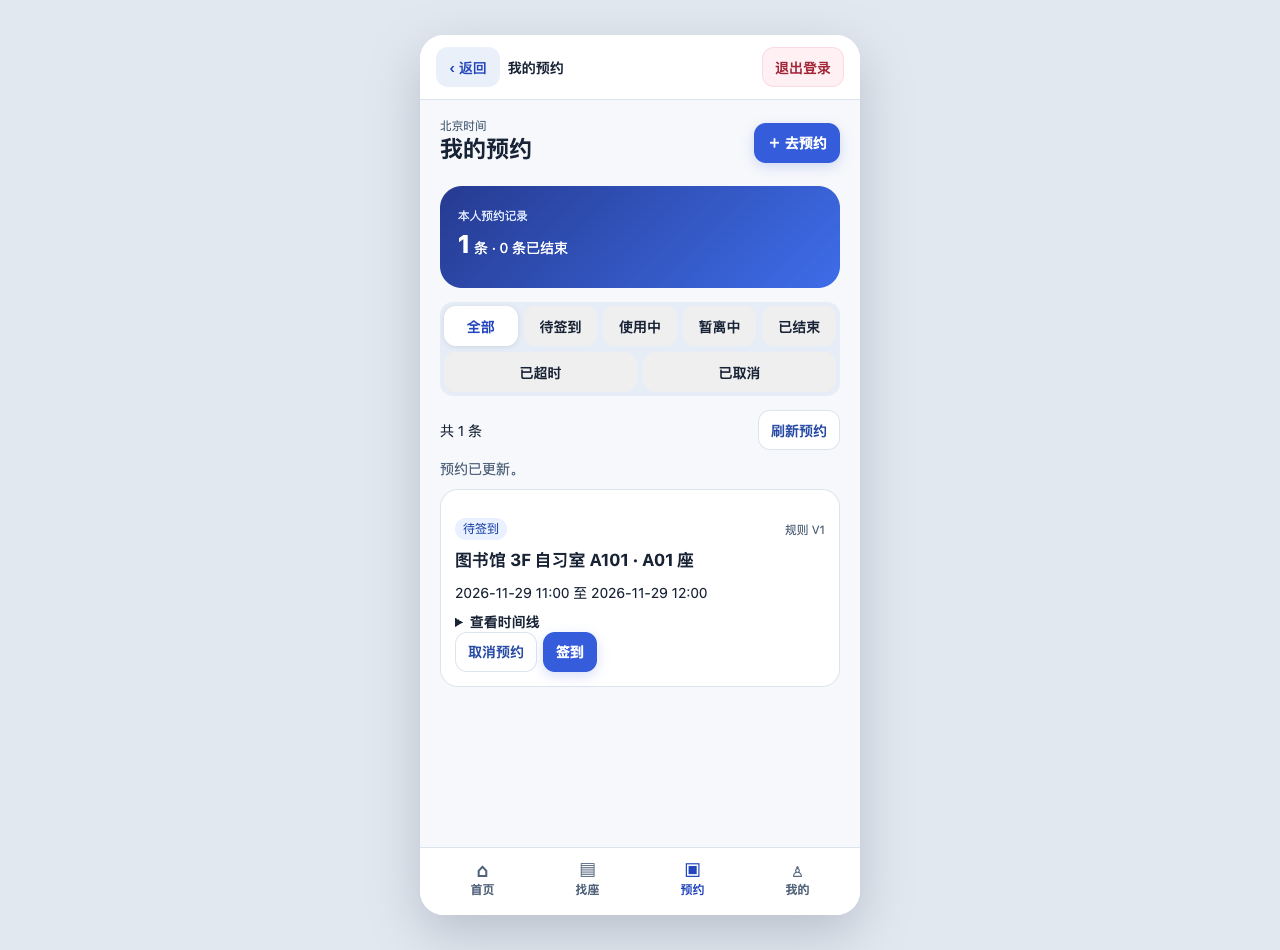 ‹ 返回 我的预约 退出登录
北京时间
我的预约
＋ 去预约
本人预约记录
1 条 · 0 条已结束
全部 待签到 使用中 暂离中 已结束
已超时 已取消
共 1 条 刷新预约
预约已更新。
待签到 规则 V1
图书馆 3F 自习室 A101 · A01 座
2026-11-29 11:00 至 2026-11-29 12:00
▶ 查看时间线
取消预约 签到
首页 找座 预约 我的